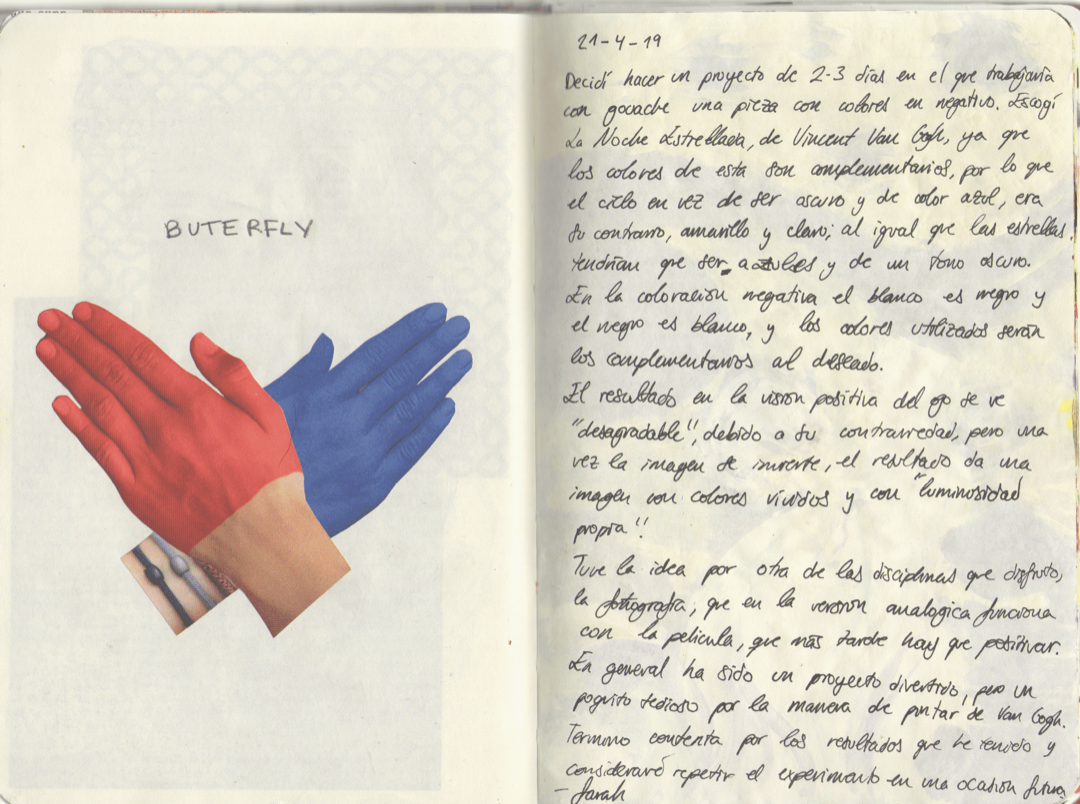 BUTERFLY
21-4-19
Decidí hacer un proyecto de 2-3 días en el que trabajaría
con gouache una pieza con colores en negativo. Escogí
La Noche Estrellada, de Vincent Van Gogh, ya que
los colores de esta son complementarios, por lo que
el cielo en vez de ser oscuro y de color azul, era
su contrario, amarillo y claro; al igual que las estrellas
tendrían que ser azules y de un tono oscuro.
En la coloración negativa el blanco es negro y
el negro es blanco, y los colores utilizados serán
los complementarios al deseado.
El resultado en la visión positiva del ojo se ve
"desagradable", debido a su contrariedad, pero una
vez la imagen se invierte, el resultado da una
imagen con colores vividos y con "luminosidad
propia".
Tuve la idea por otra de las disciplinas que disfruto,
la fotografía, que en la versión analogica funciona
con la película, que más tarde hay que positivar.
En general ha sido un proyecto divertido, pero un
poquito tedioso por la manera de pintar de Van Gogh.
Termino contenta por los resultados que he tenido y
consideraré repetir el experimento en una ocasión futura
- Sarah